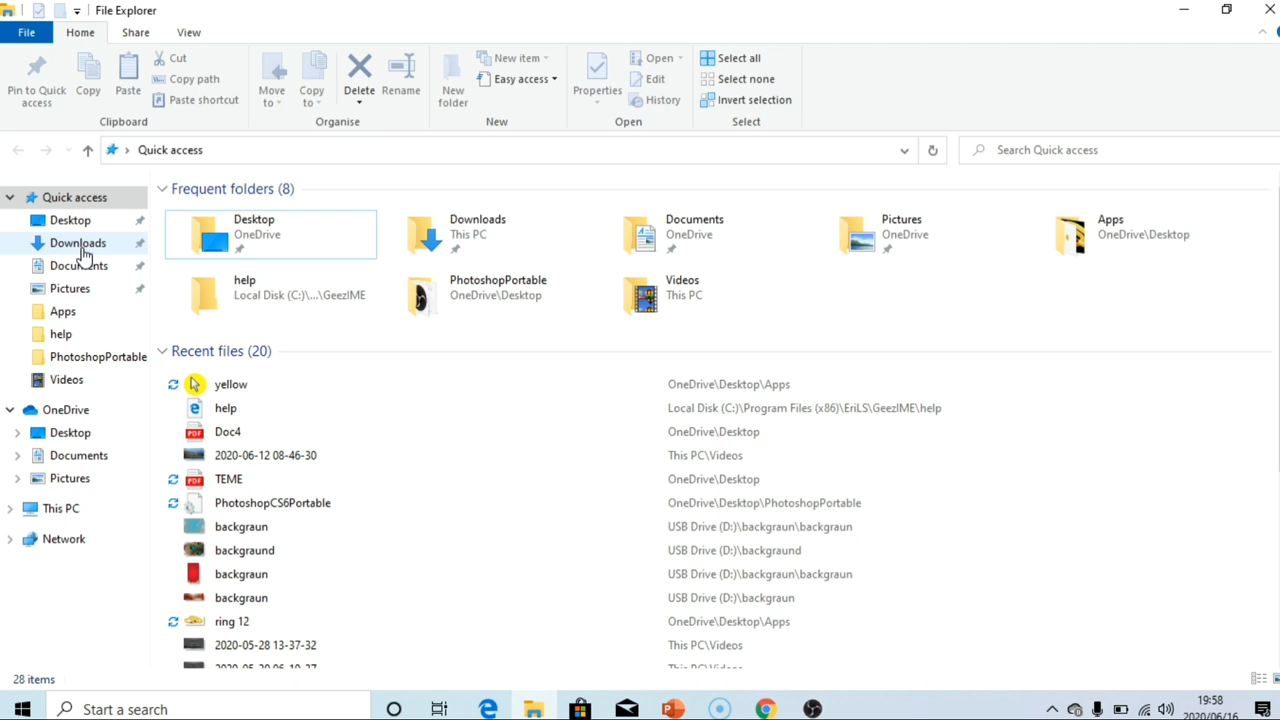 File Explorer
File
Home
Share
View
Pin to Quick access
Copy
Paste
Cut
Copy path
Paste shortcut
Clipboard
Move to
Copy to
Delete
Rename
Organise
New folder
New item
Easy access
New
Properties
Open
Edit
History
Open
Select all
Select none
Invert selection
Select
Quick access
Search Quick access
Quick access
Desktop
Downloads
Documents
Pictures
Apps
help
PhotoshopPortable
Videos
OneDrive
Desktop
Documents
Pictures
This PC
Network
Frequent folders (8)
Desktop
OneDrive
Downloads
This PC
Documents
OneDrive
Pictures
OneDrive
Apps
OneDrive\Desktop
help
Local Disk (C:)\...\GeezIME
PhotoshopPortable
OneDrive\Desktop
Videos
This PC
Recent files (20)
yellow OneDrive\Desktop\Apps
help Local Disk (C:)\Program Files (x86)\EriLS\GeezIME\help
Doc4 OneDrive\Desktop
2020-06-12 08-46-30 This PC\Videos
TEME OneDrive\Desktop
PhotoshopCS6Portable OneDrive\Desktop\PhotoshopPortable
backgraun USB Drive (D:)\backgraun\backgraun
backgraund USB Drive (D:)\backgraund
backgraun USB Drive (D:)\backgraun\backgraun
backgraun USB Drive (D:)\backgraun
ring 12 OneDrive\Desktop\Apps
2020-05-28 13-37-32 This PC\Videos
28 items
Start a search
19:58
2020/06/16